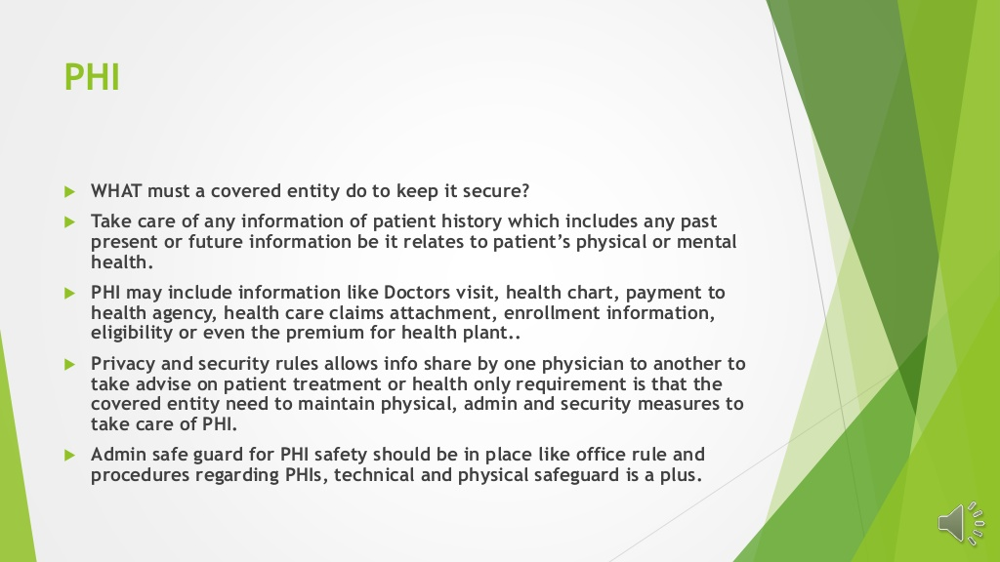 PHI
WHAT must a covered entity do to keep it secure?
Take care of any information of patient history which includes any past
present or future information be it relates to patient’s physical or mental
health.
PHI may include information like Doctors visit, health chart, payment to
health agency, health care claims attachment, enrollment information,
eligibility or even the premium for health plant..
Privacy and security rules allows info share by one physician to another to
take advise on patient treatment or health only requirement is that the
covered entity need to maintain physical, admin and security measures to
take care of PHI.
Admin safe guard for PHI safety should be in place like office rule and
procedures regarding PHIs, technical and physical safeguard is a plus.